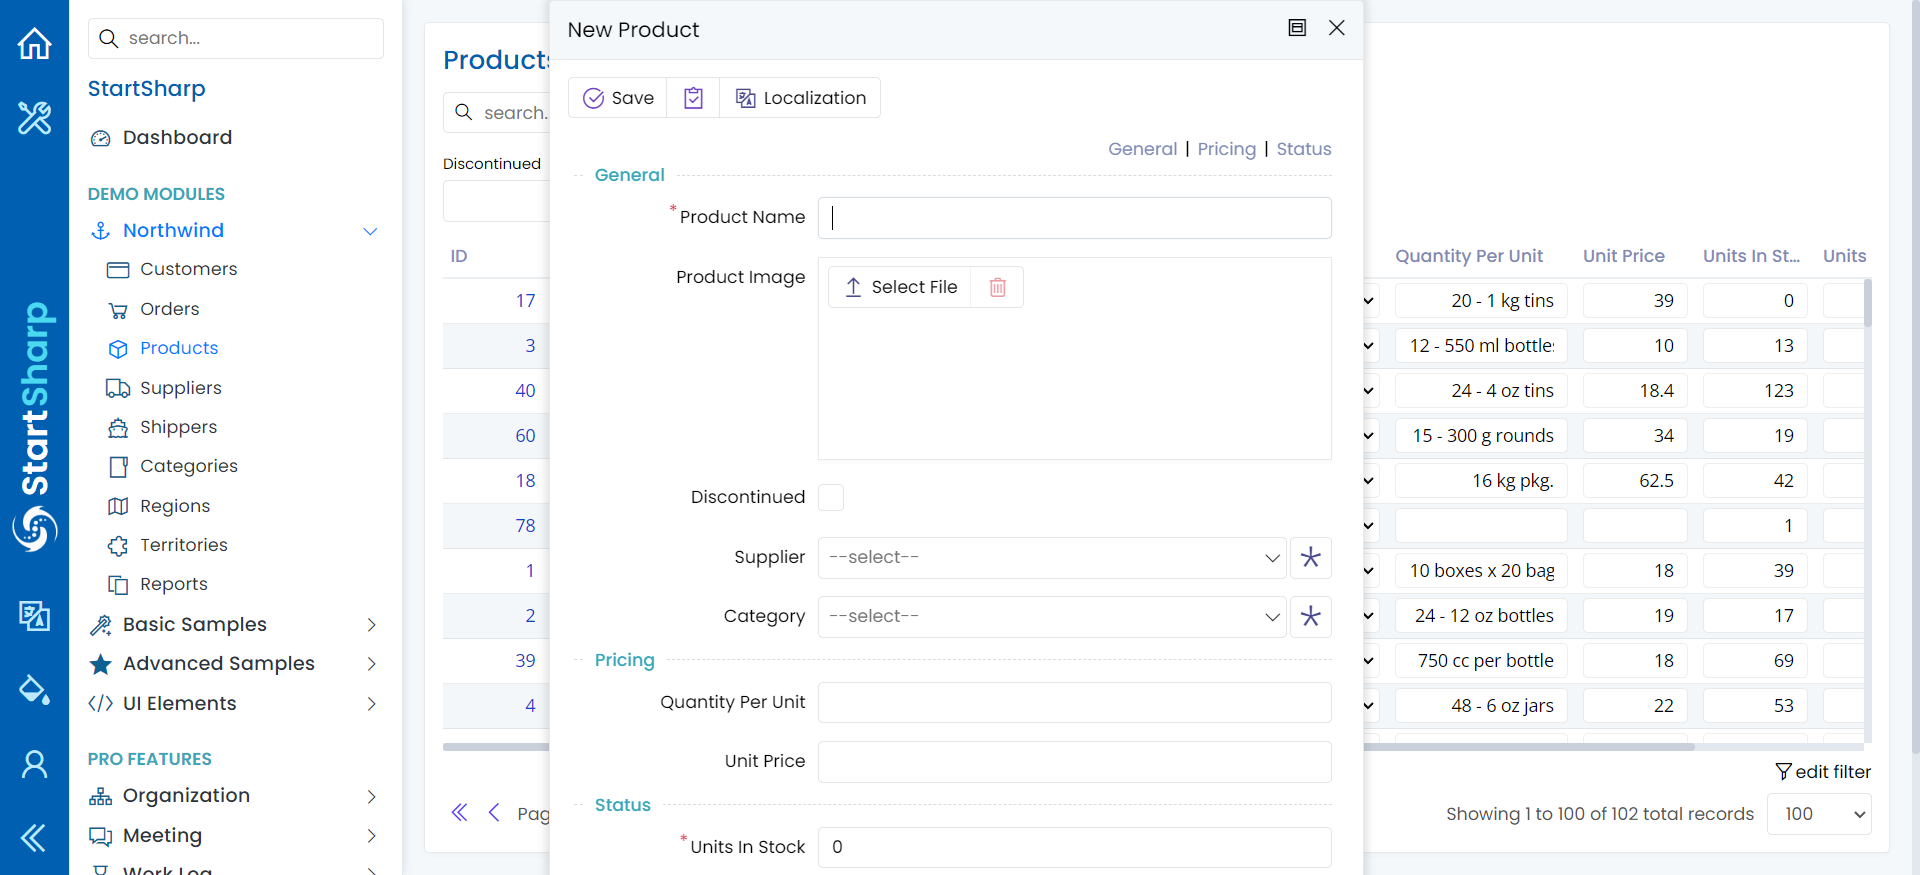 search...
StartSharp
Dashboard
DEMO MODULES
Northwind
Customers
Orders
Products
Suppliers
Shippers
Categories
Regions
Territories
Reports
Basic Samples
Advanced Samples
UI Elements
PRO FEATURES
Organization
Meeting
Work Log
StartSharp
Products
search.
Discontinued
ID
17
3
40
60
18
78
1
2
39
4
Pag
New Product
Save
Localization
General | Pricing | Status
General
* Product Name
Product Image
Select File
Discontinued
Supplier --select--
Category --select--
Pricing
Quantity Per Unit
Unit Price
Status
* Units In Stock 0
Quantity Per Unit Unit Price Units In St... Units
20 - 1 kg tins 39 0
12 - 550 ml bottles 10 13
24 - 4 oz tins 18.4 123
15 - 300 g rounds 34 19
16 kg pkg. 62.5 42
1
10 boxes x 20 bag 18 39
24 - 12 oz bottles 19 17
750 cc per bottle 18 69
48 - 6 oz jars 22 53
edit filter
Showing 1 to 100 of 102 total records 100